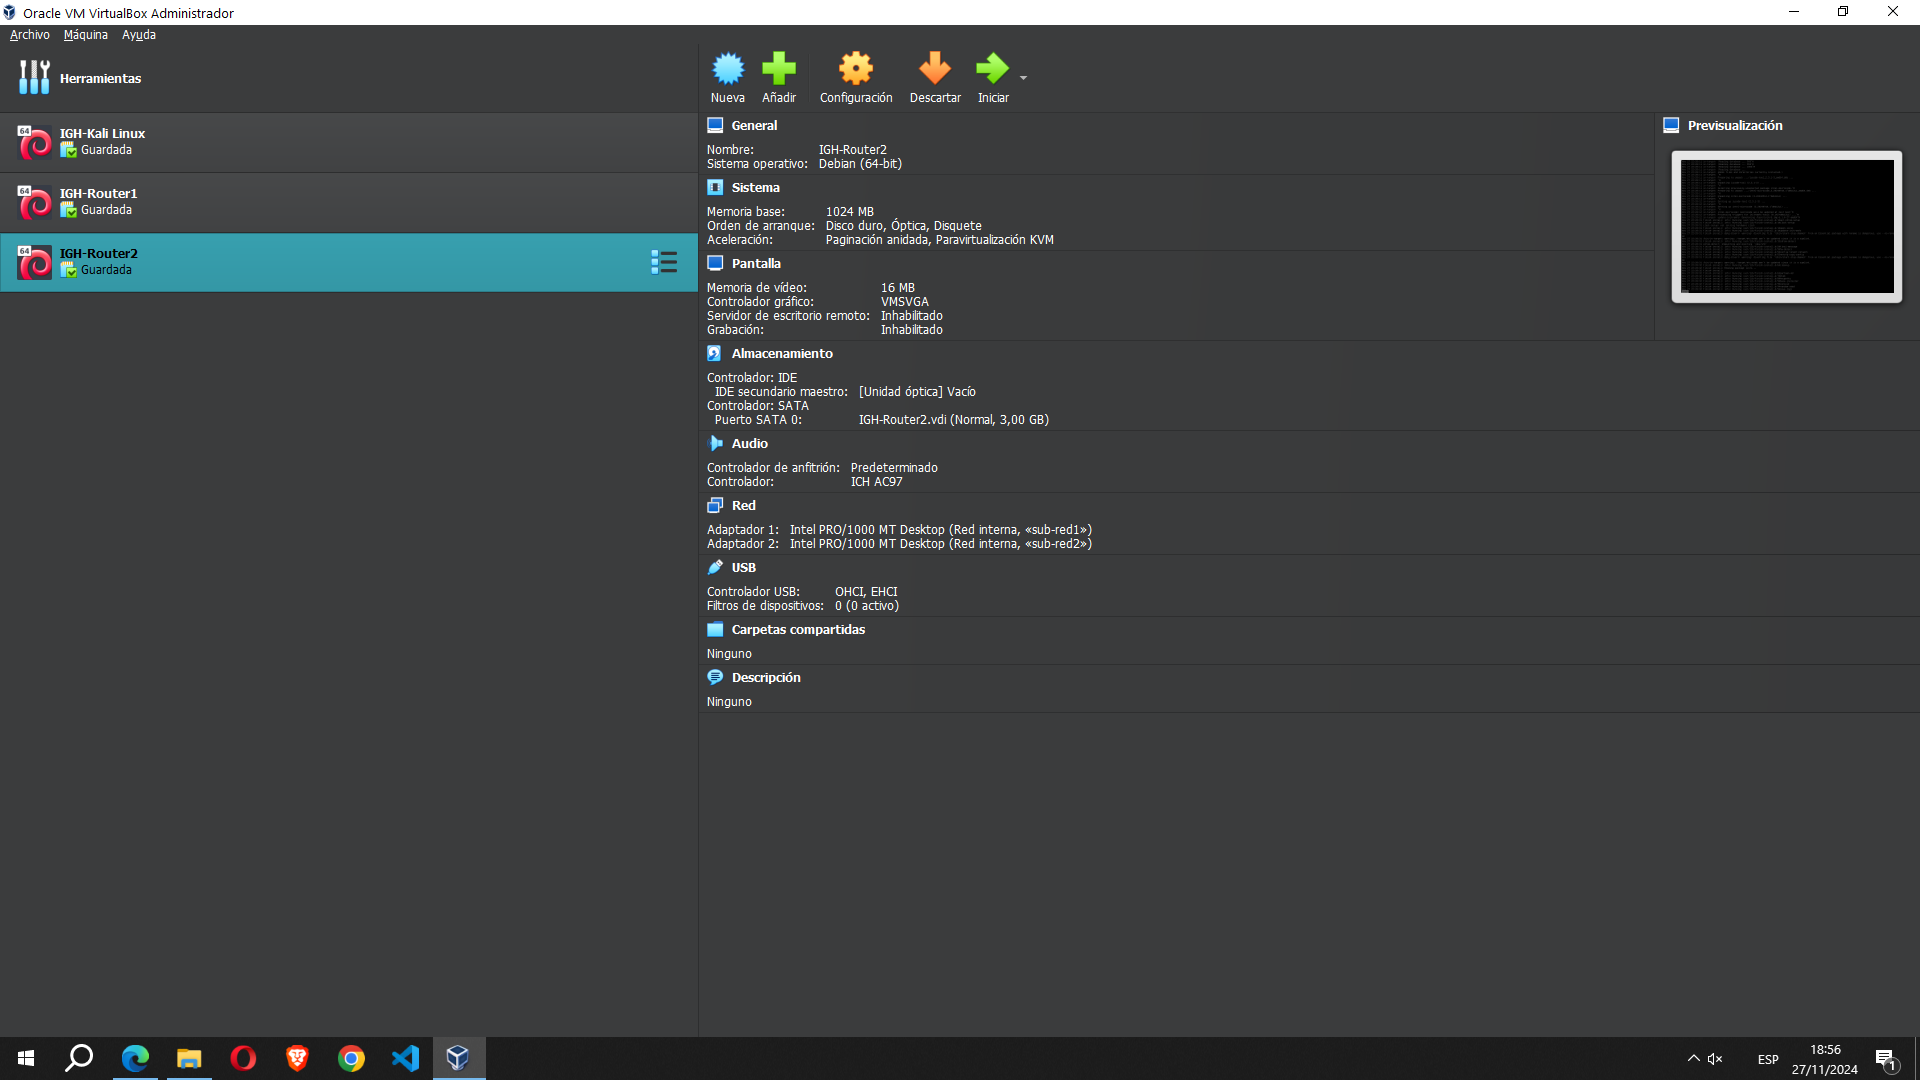 Oracle VM VirtualBox Administrador
Archivo Máquina Ayuda
Herramientas
64
IGH-Kali Linux
Guardada
64
IGH-Router1
Guardada
64
IGH-Router2
Guardada
Nueva Añadir Configuración Descartar Iniciar
General
Nombre: IGH-Router2
Sistema operativo: Debian (64-bit)
Sistema
Memoria base: 1024 MB
Orden de arranque: Disco duro, Óptica, Disquete
Aceleración: Paginación anidada, Paravirtualización KVM
Pantalla
Memoria de vídeo: 16 MB
Controlador gráfico: VMSVGA
Servidor de escritorio remoto: Inhabilitado
Grabación: Inhabilitado
Previsualización
Almacenamiento
Controlador: IDE
IDE secundario maestro: [Unidad óptica] Vacío
Controlador: SATA
Puerto SATA 0: IGH-Router2.vdi (Normal, 3,00 GB)
Audio
Controlador de anfitrión: Predeterminado
Controlador: ICH AC97
Red
Adaptador 1: Intel PRO/1000 MT Desktop (Red interna, «sub-red1»)
Adaptador 2: Intel PRO/1000 MT Desktop (Red interna, «sub-red2»)
USB
Controlador USB: OHCI, EHCI
Filtros de dispositivos: 0 (0 activo)
Carpetas compartidas
Ninguno
Descripción
Ninguno
ESP
18:56
27/11/2024
1